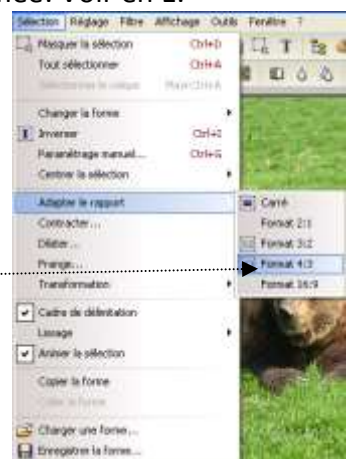 née. Voir en E.
Sélection Réglage Filtre Affichage Outils Fenêtre ?
Masquer la sélection Ctrl+D
Tout sélectionner Ctrl+A
Changer la forme
Inverser Ctrl+I
Paramétrage manuel... Ctrl+G
Centrer la sélection
Adapter le rapport
Carré
Contracter...
Format 2:1
Dilater...
Format 3:2
Frange...
Format 4:3
Transformation
Format 16:9
Cadre de délimitation
Lissage
Animer la sélection
Copier la forme
Charger une forme...
Enregistrer la forme...